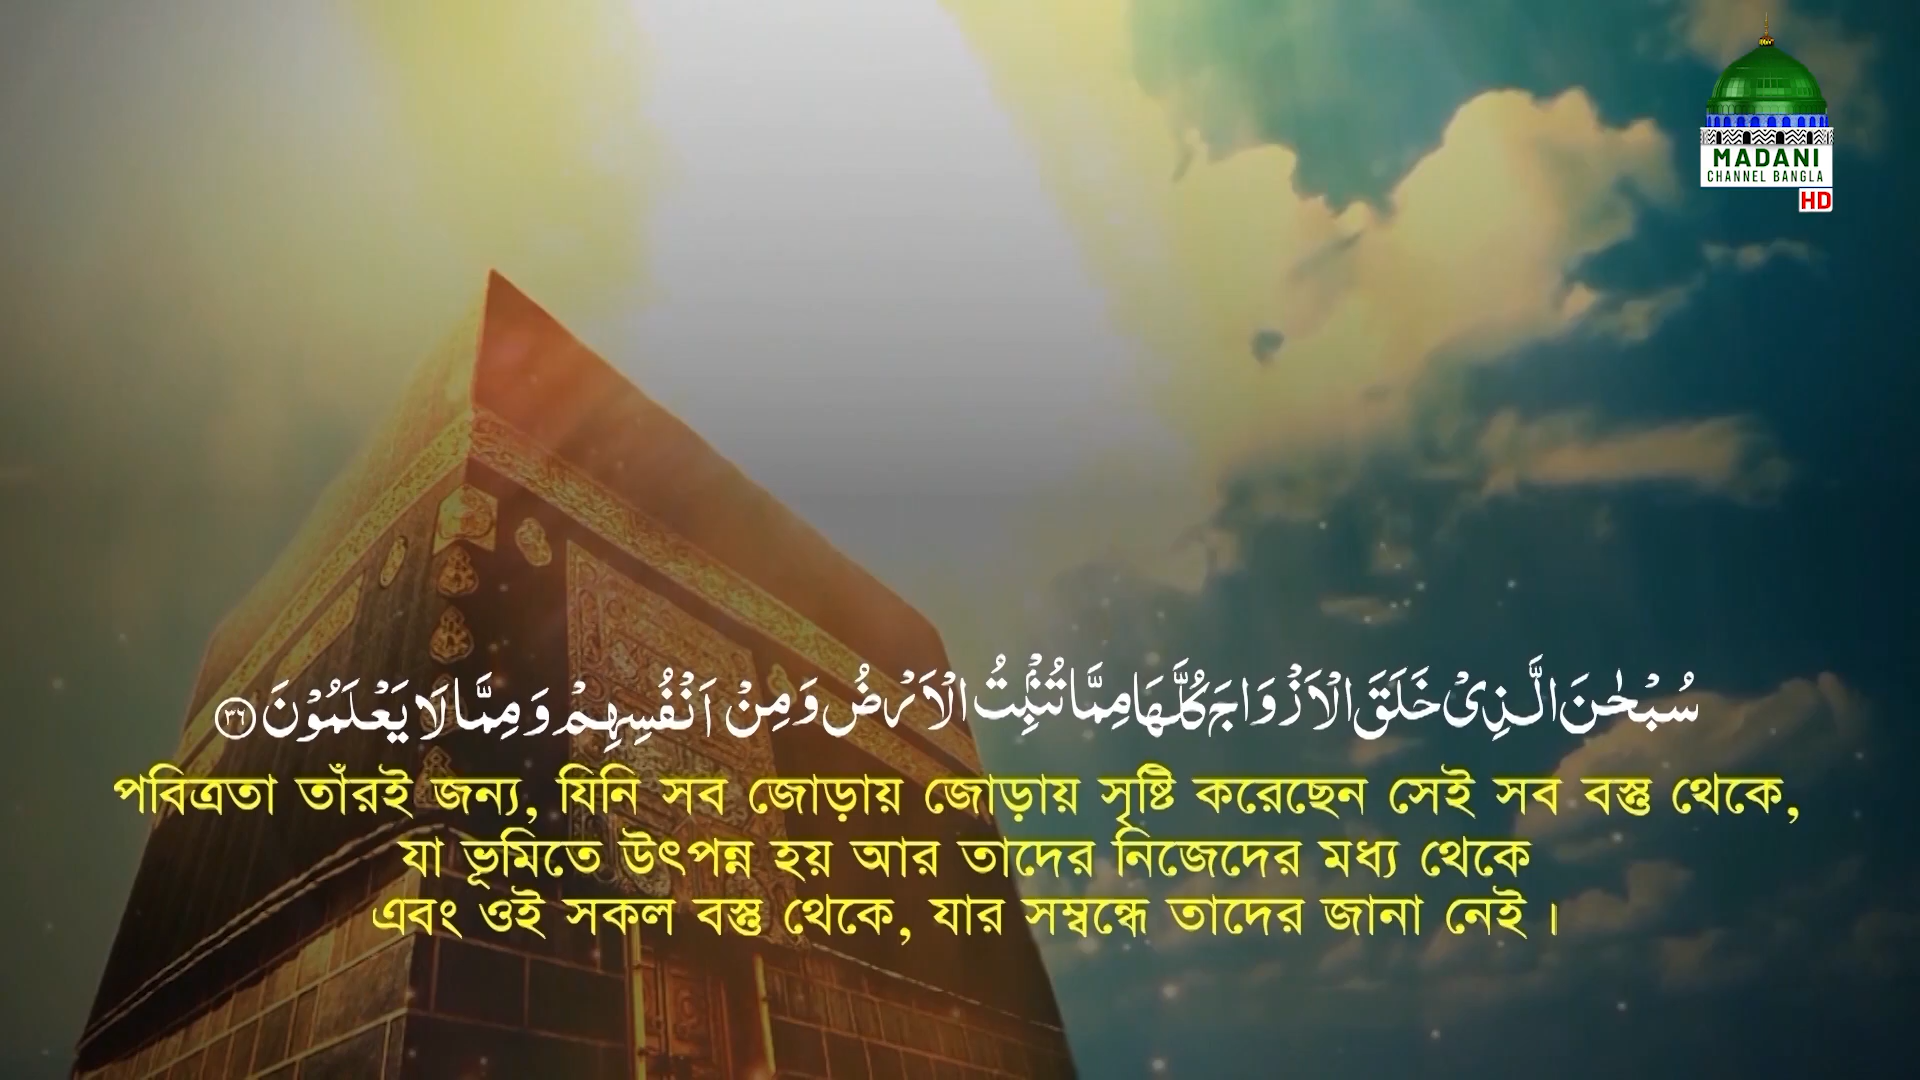 MADANI
CHANNEL BANGLA
HD
سُبْحٰنَ الَّذِیْ خَلَقَ الْاَزْوَاجَ كُلَّهَا مِمَّا تُنْۢبِتُ الْاَرْضُ وَ مِنْ اَنْفُسِهِمْ وَ مِمَّا لَا یَعْلَمُوْنَ ﴿۳۶﴾
পবিত্রতা তাঁরই জন্য, যিনি সব জোড়ায় জোড়ায় সৃষ্টি করেছেন সেই সব বস্তু থেকে,
যা ভূমিতে উৎপন্ন হয় আর তাদের নিজেদের মধ্য থেকে
এবং ওই সকল বস্তু থেকে, যার সম্বন্ধে তাদের জানা নেই।